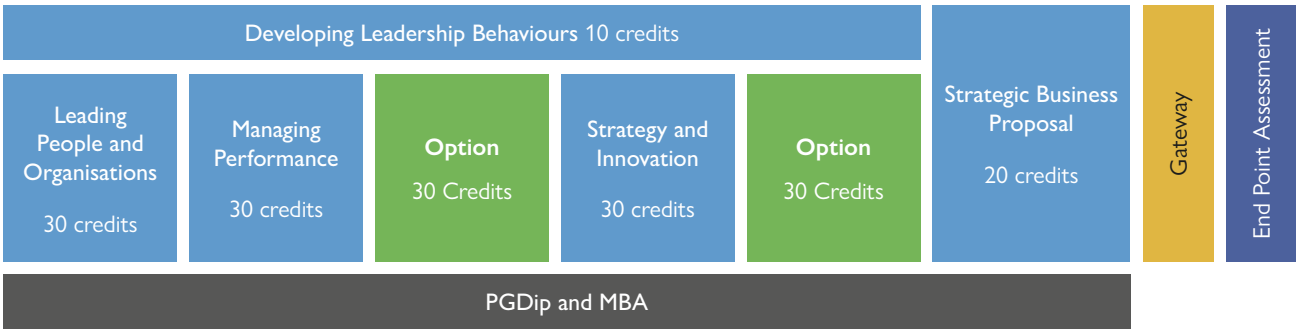 Developing Leadership Behaviours 10 credits
Leading
People and
Organisations
30 credits
Managing
Performance
30 credits
Option
30 Credits
Strategy and
Innovation
30 credits
Option
30 Credits
Strategic Business
Proposal
20 credits
Gateway
End Point Assessment
PGDip and MBA